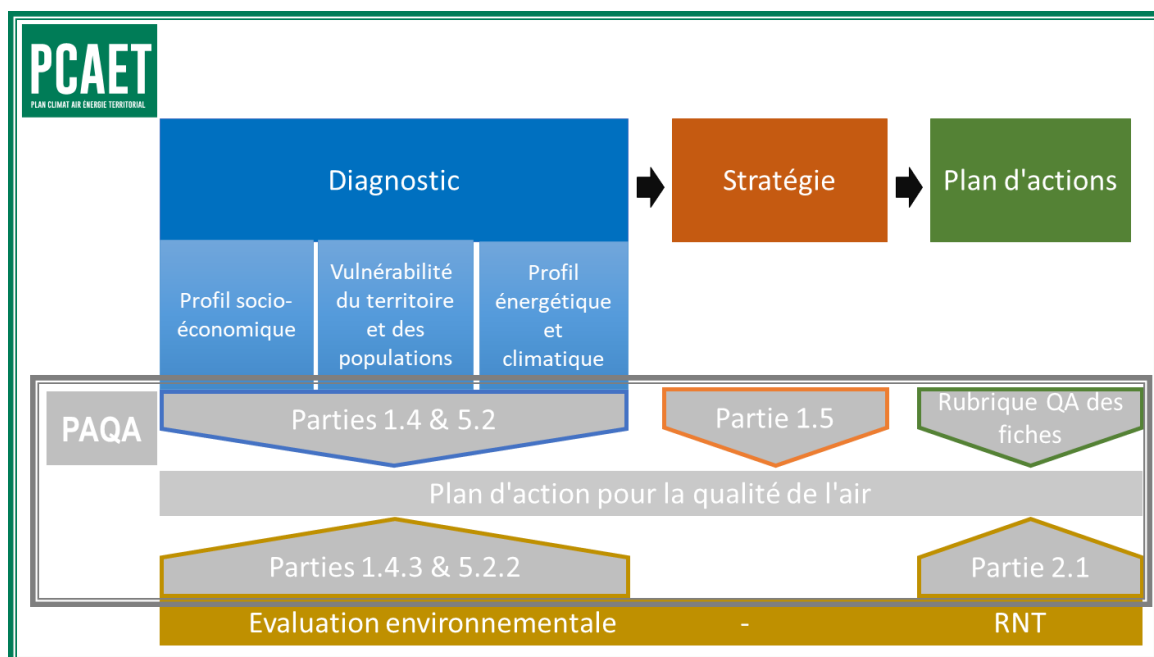 PCAET
PLAN CLIMAT AIR ÉNERGIE TERRITORIAL
Diagnostic
Stratégie
Plan d'actions
Profil socio-
économique
Vulnérabilité
du territoire
et des
populations
Profil
énergétique
et
climatique
PAQA
Parties 1.4 & 5.2
Partie 1.5
Rubrique QA des
fiches
Plan d'action pour la qualité de l'air
Parties 1.4.3 & 5.2.2
Partie 2.1
Evaluation environnementale
-
RNT